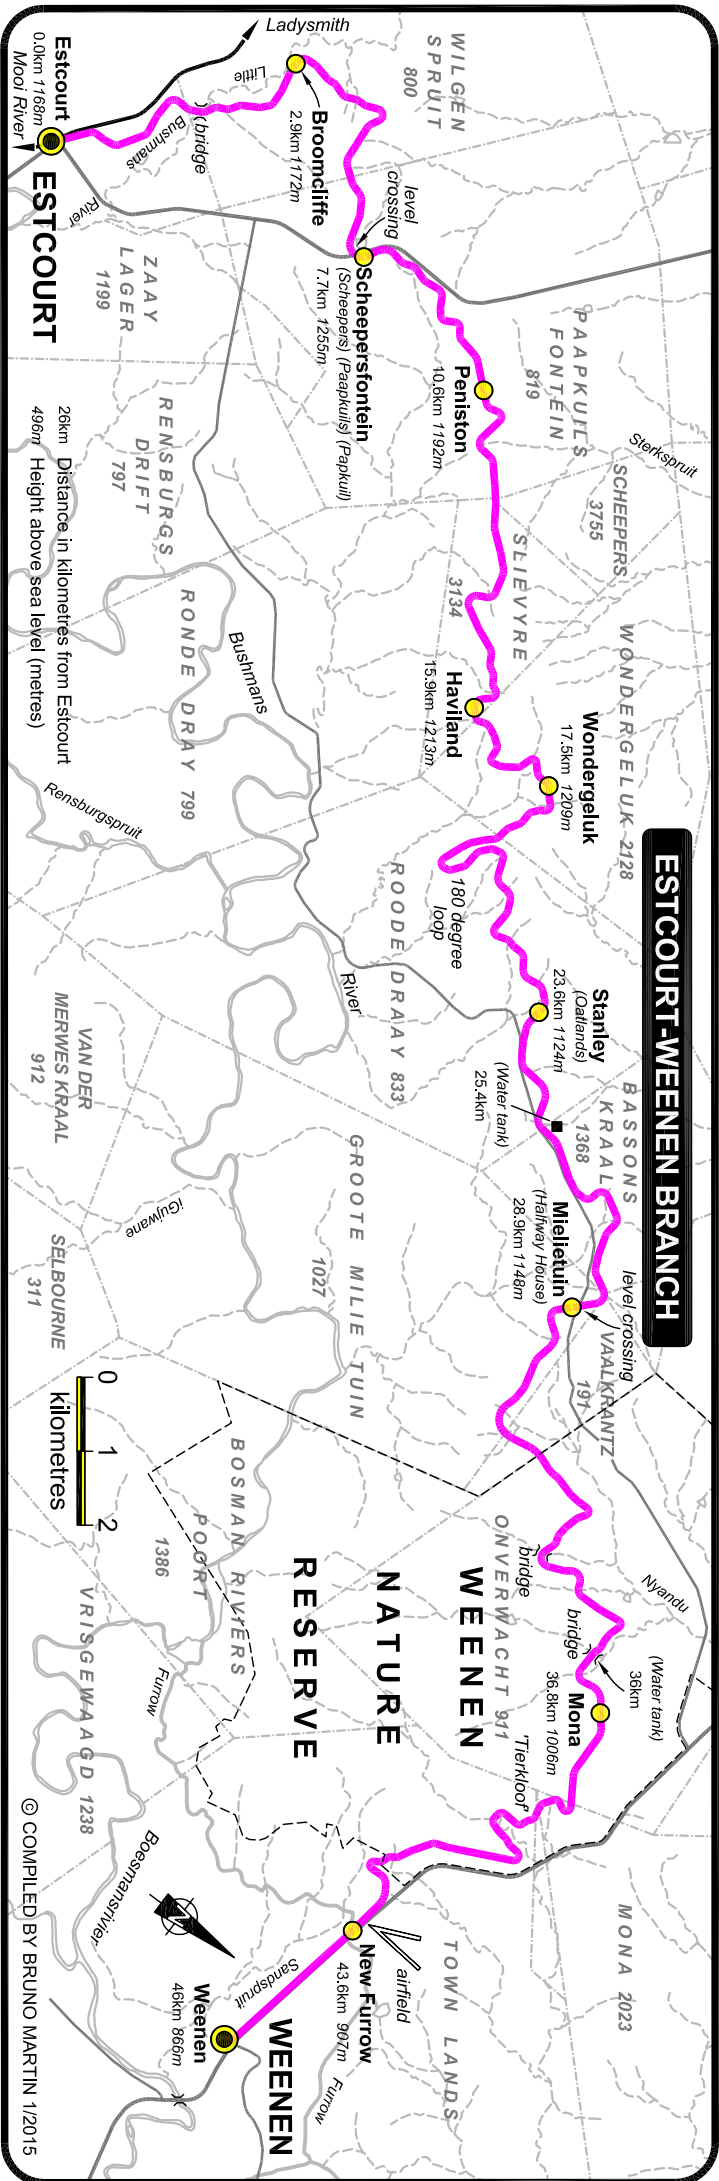 ESTCOURT-WEENEN BRANCH
Ladysmith
Estcourt
0.0km 1168m
Mooi River
ESTCOURT
Little
Bushmans
River
bridge
Broomcliffe
2.9km 1172m
WILGEN
SPRUIT
800
level
crossing
Scheepersfontein
(Scheepers) (Paapkuils) (Papkuil)
7.7km 1255m
ZAAY
LAGER
1199
PAAPKUILS
FONTEIN
819
Peniston
10.6km 1192m
Sterkspruit
SCHEEPERS
3755
RENSBURGS
DRIFT
797
26km Distance in kilometres from Estcourt
496m Height above sea level (metres)
SLIEVYRE
3134
WONDERGELUK 2128
Haviland
15.9km 1213m
Wondergeluk
17.5km 1209m
RONDE DRAY 799
Bushmans
Rensburgspruit
180 degree
loop
ROODE DRAAY 833
River
Stanley
(Oatlands)
23.6km 1124m
(Water tank)
25.4km
BASSONS
KRAAL
1368
VAN DER
MERWES KRAAL
912
Mielietuin
(Halfway House)
28.9km 1148m
level crossing
GROOTE MILIE TUIN
1027
iGujwane
SELBOURNE
311
VAALKRANTZ
191
0 1 2
kilometres
BOSMAN RIVIERS
POORT
1386
WEENEN
NATURE
RESERVE
ONVERWACHT 911
bridge
Nyandu
bridge
(Water tank)
36km
Mona
36.8km 1006m
'Tierkloof'
Furrow
VRISGEWAAGD 1238
Boesmansrivier
N
MONA 2023
TOWN LANDS
airfield
New Furrow
43.6km 907m
Sandspruit
Weenen
46km 866m
WEENEN
Furrow
© COMPILED BY BRUNO MARTIN 1/2015